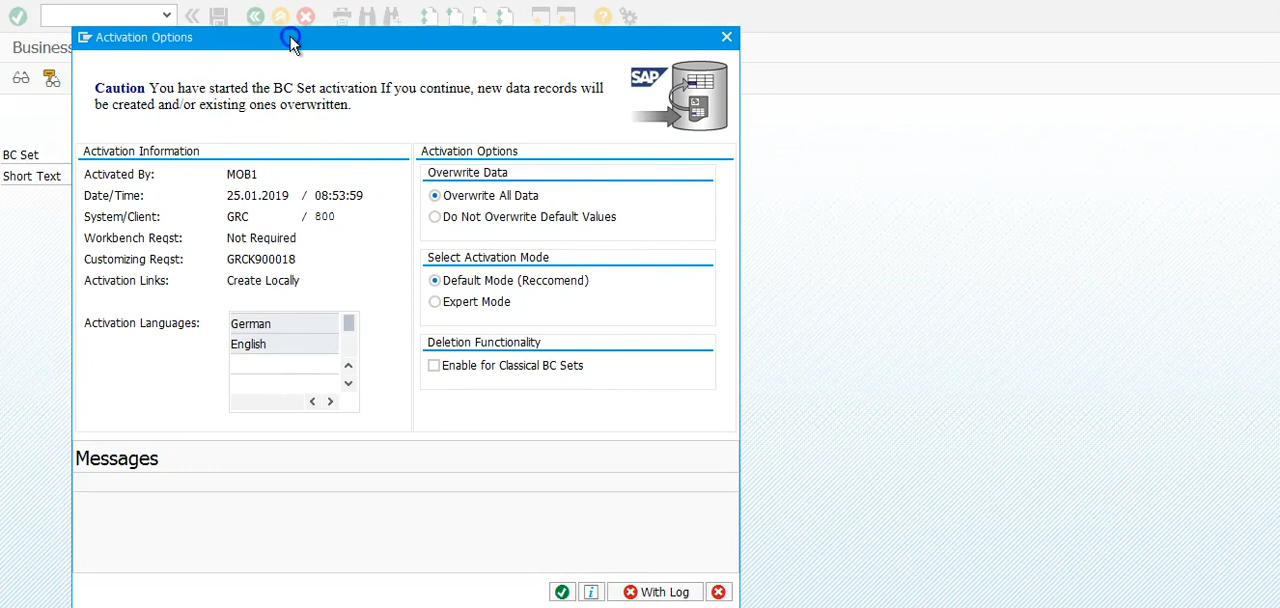 Business
Activation Options
Caution You have started the BC Set activation If you continue, new data records will
be created and/or existing ones overwritten.
SAP
BC Set
Short Text
Activation Information
Activated By: MOB1
Date/Time: 25.01.2019 / 08:53:59
System/Client: GRC / 800
Workbench Reqst: Not Required
Customizing Reqst: GRCK900018
Activation Links: Create Locally
Activation Languages: German
English
Activation Options
Overwrite Data
Overwrite All Data
Do Not Overwrite Default Values
Select Activation Mode
Default Mode (Reccomend)
Expert Mode
Deletion Functionality
Enable for Classical BC Sets
Messages
With Log